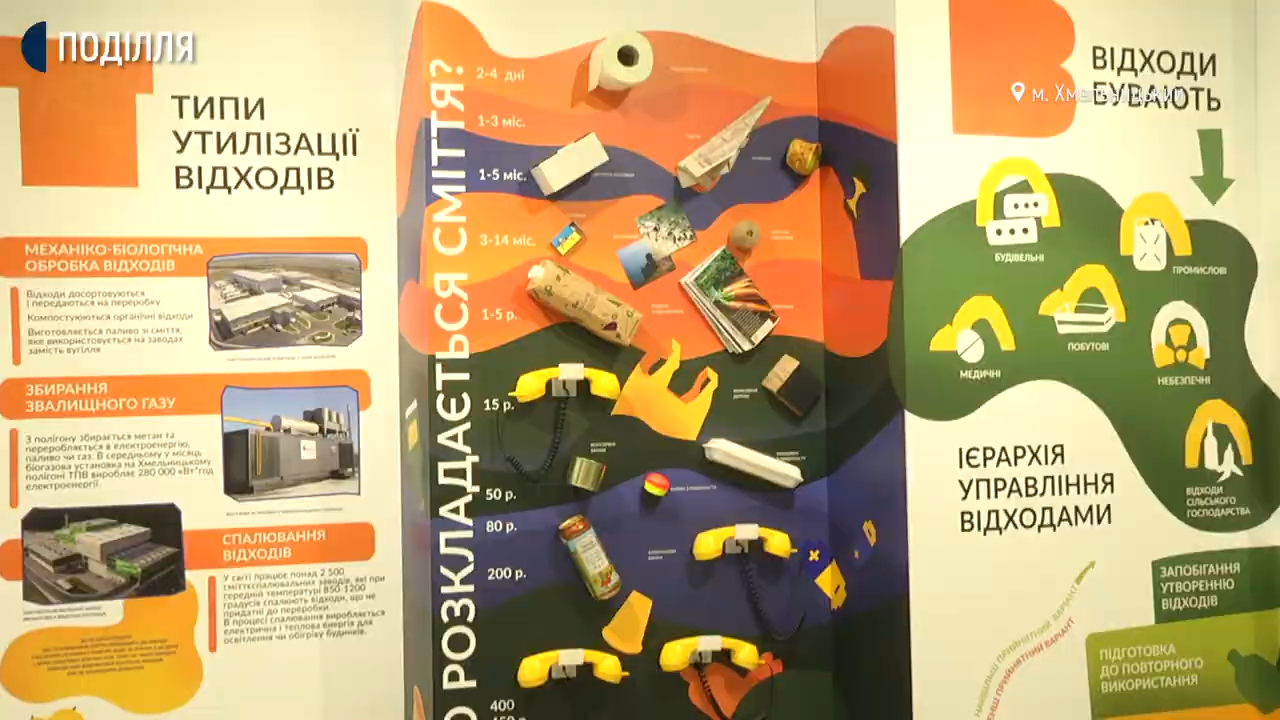 ПОДІЛЛЯ
м. Хмельницький
ТИПИ
УТИЛІЗАЦІЇ
ВІДХОДІВ
МЕХАНІКО-БІОЛОГІЧНА
ОБРОБКА ВІДХОДІВ
Відходи досортовуються
і передаються на переробку
Компостуються органічні відходи
Виготовляється паливо зі сміття,
яке використовується на заводах
замість вугілля
ЗБИРАННЯ
ЗВАЛИЩНОГО ГАЗУ
З полігону збирається метан та
переробляється в електроенергію,
паливо чи газ. В середньому у місяць
біогазова установка на Хмельницькому
полігоні ТПВ виробляє 280 000 кВт*год
електроенергії.
СПАЛЮВАННЯ
ВІДХОДІВ
У світі працює понад 2 500
сміттєспалювальних заводів, які при
середній температурі 850-1200
градусів спалюють відходи, що не
придатні до переробки.
В процесі спалювання виробляється
електрична і теплова енергія для
освітлення чи обігріву будинків.
РОЗКЛАДАЄТЬСЯ СМІТТЯ?
2-4 дні
1-3 міс.
1-5 міс.
3-14 міс.
1-5 р.
15 р.
50 р.
80 р.
200 р.
400
ВІДХОДИ
БУВАЮТЬ
БУДІВЕЛЬНІ
ПРОМИСЛОВІ
ПОБУТОВІ
МЕДИЧНІ
НЕБЕЗПЕЧНІ
ВІДХОДИ
СІЛЬСЬКОГО
ГОСПОДАРСТВА
ІЄРАРХІЯ
УПРАВЛІННЯ
ВІДХОДАМИ
ЗАПОБІГАННЯ
УТВОРЕННЮ
ВІДХОДІВ
НАЙБІЛЬШ ПРИЙНЯТНИЙ ВАРІАНТ
ПРИЙНЯТНИЙ ВАРІАНТ
ПІДГОТОВКА
ДО ПОВТОРНОГО
ВИКОРИСТАННЯ